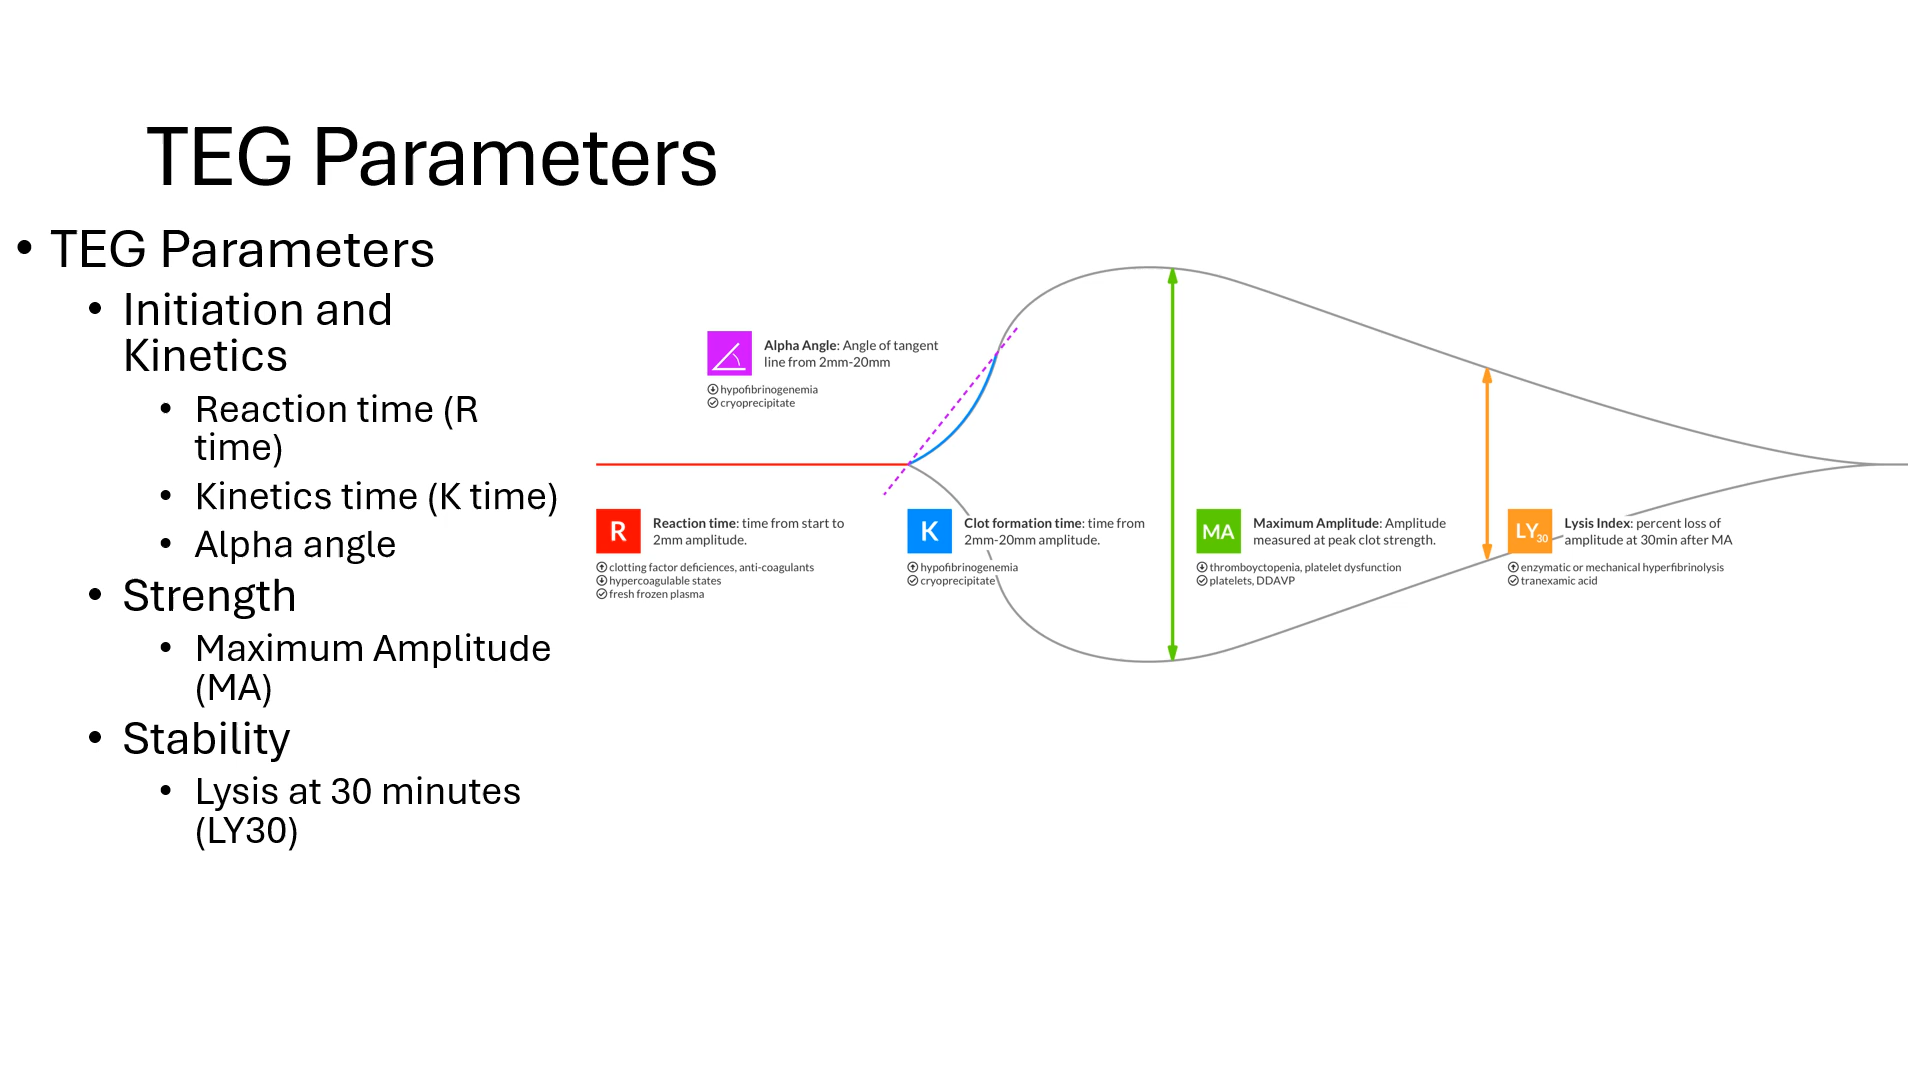 TEG Parameters
• TEG Parameters
• Initiation and
Kinetics
• Reaction time (R
time)
• Kinetics time (K time)
• Alpha angle
• Strength
• Maximum Amplitude
(MA)
• Stability
• Lysis at 30 minutes
(LY30)
Alpha Angle: Angle of tangent
line from 2mm-20mm
hypofibrinogenemia
cryoprecipitate
R
Reaction time: time from start to
2mm amplitude.
clotting factor deficiences, anti-coagulants
hypercoagulable states
fresh frozen plasma
K
Clot formation time: time from
2mm-20mm amplitude.
hypofibrinogenemia
cryoprecipitate
MA
Maximum Amplitude: Amplitude
measured at peak clot strength.
thromboyctopenia, platelet dysfunction
platelets, DDAVP
LY30
Lysis Index: percent loss of
amplitude at 30min after MA
enzymatic or mechanical hyperfibrinolysis
tranexamic acid